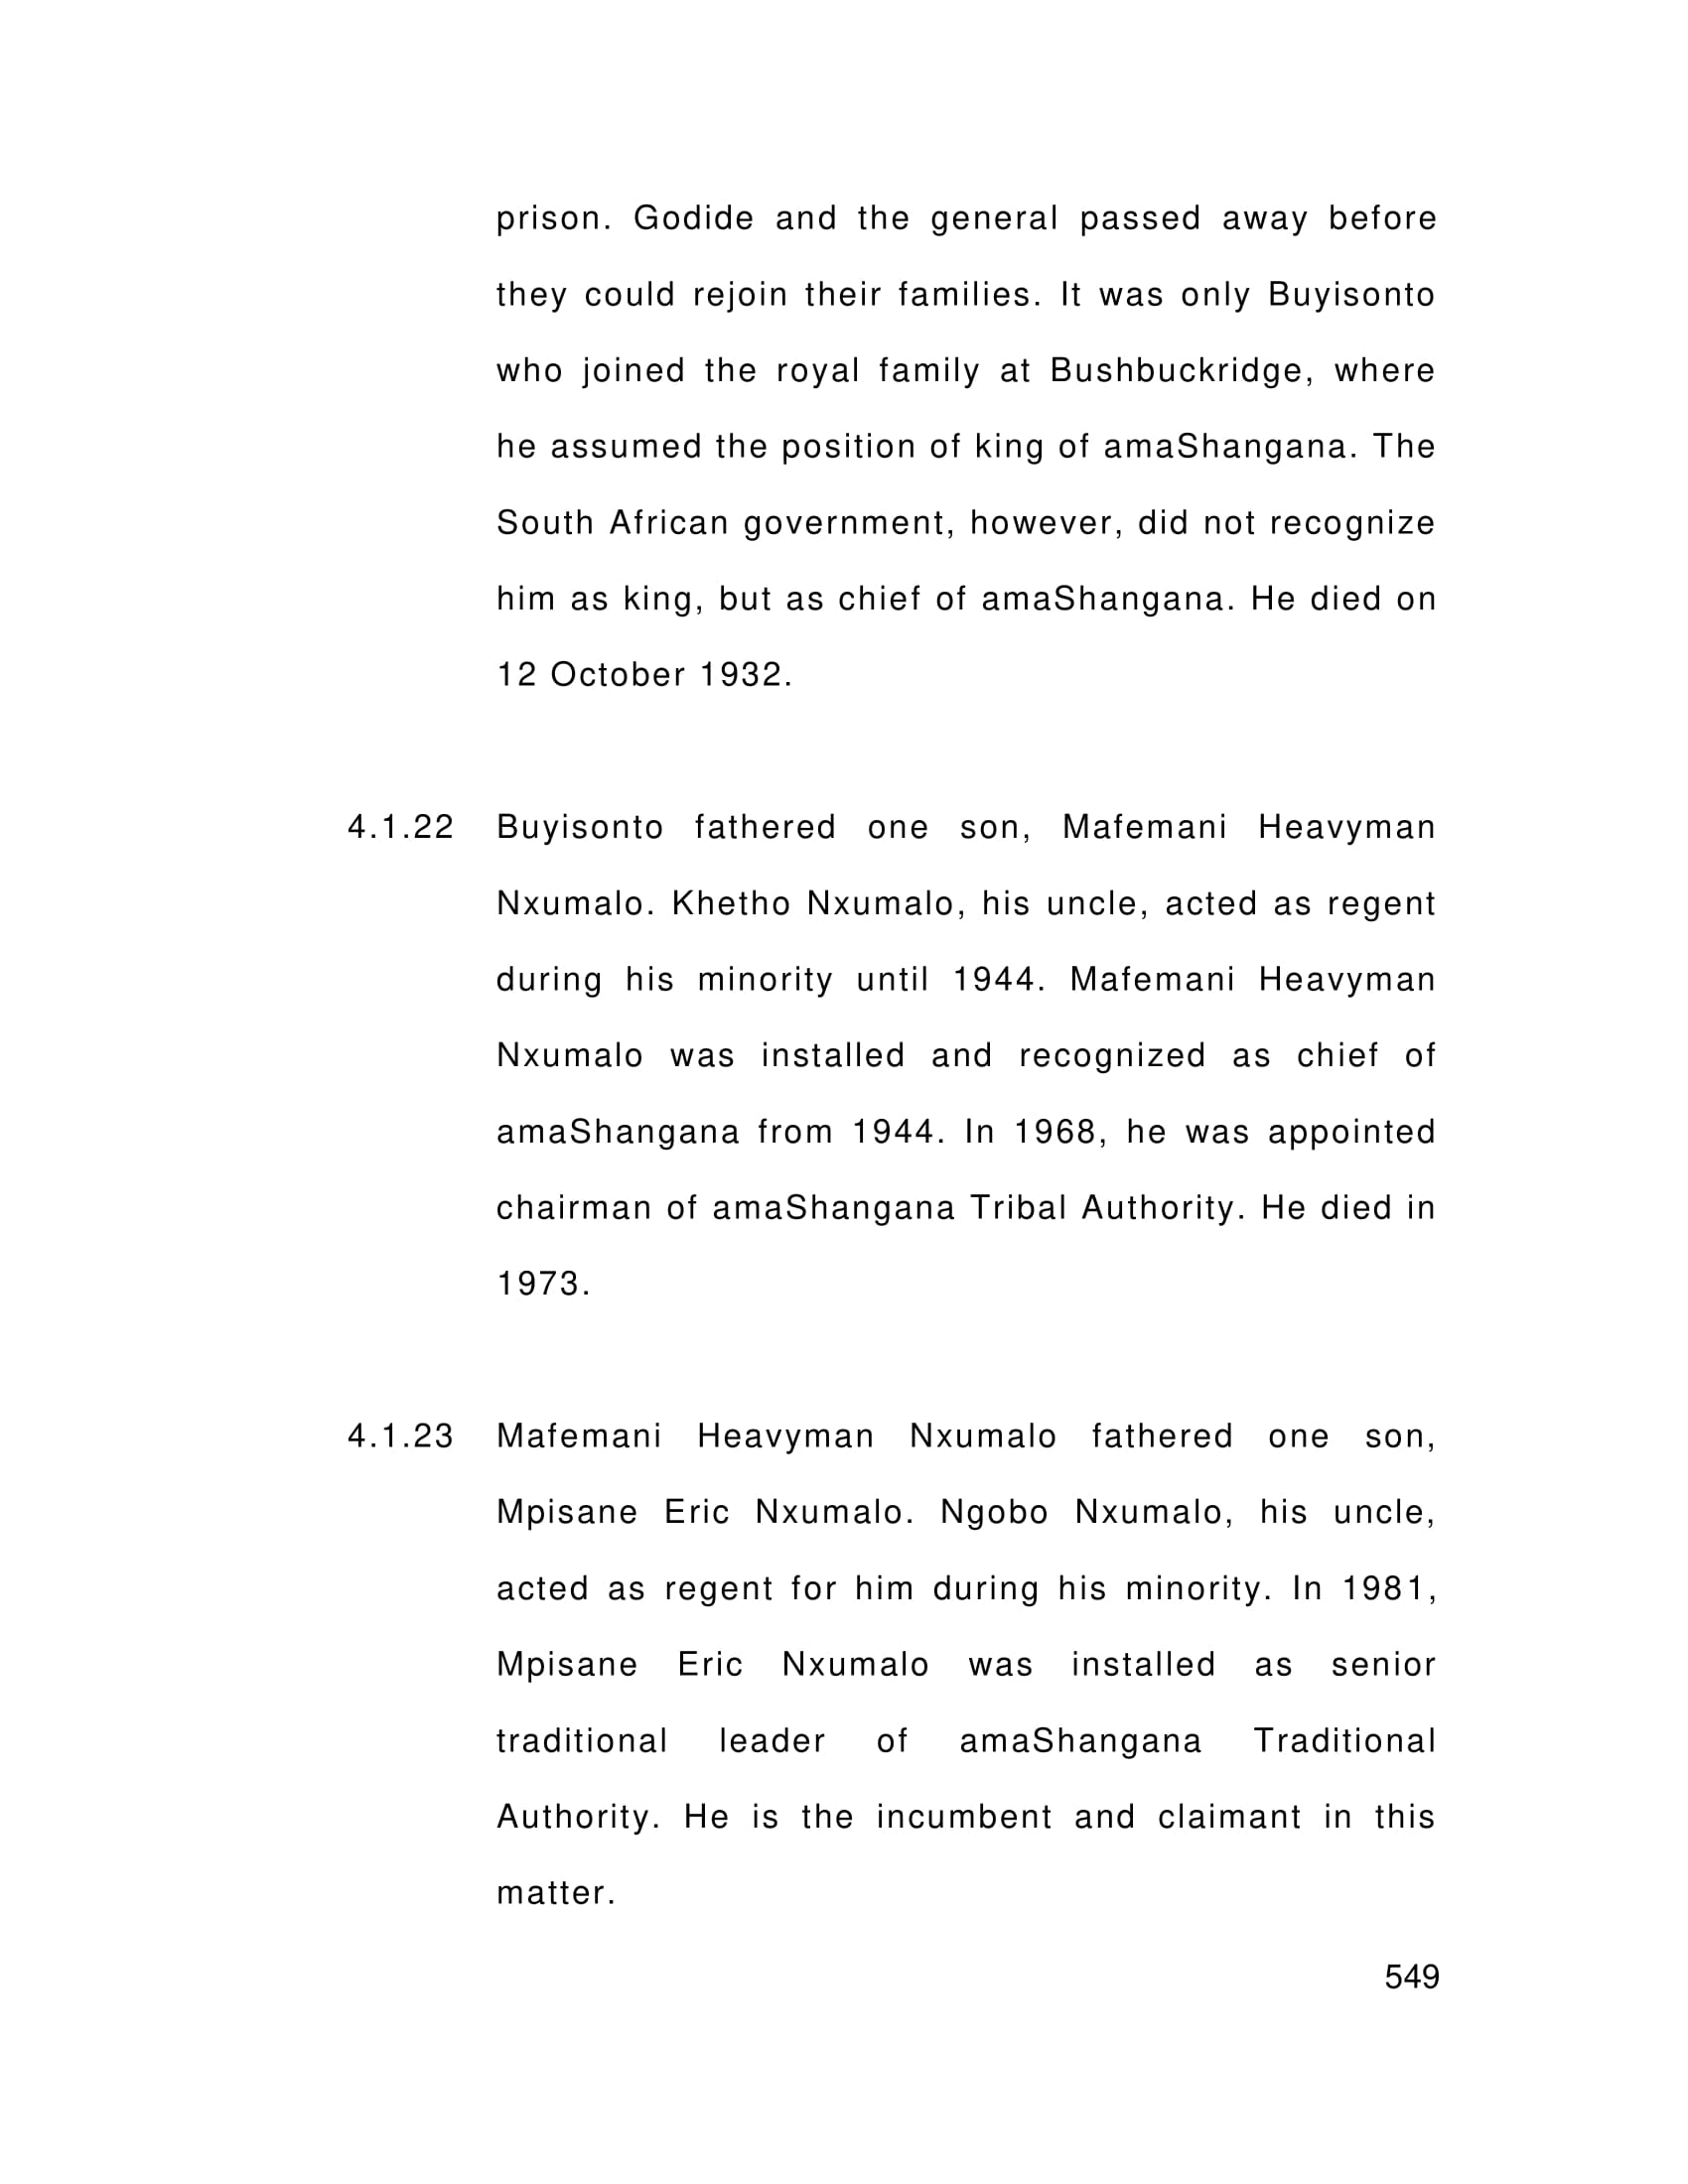 prison. Godide and the general passed away before
they could rejoin their families. It was only Buyisonto
who joined the royal family at Bushbuckridge, where
he assumed the position of king of amaShangana. The
South African government, however, did not recognize
him as king, but as chief of amaShangana. He died on
12 October 1932.
4.1.22 Buyisonto fathered one son, Mafemani Heavyman
Nxumalo. Khetho Nxumalo, his uncle, acted as regent
during his minority until 1944. Mafemani Heavyman
Nxumalo was installed and recognized as chief of
amaShangana from 1944. In 1968, he was appointed
chairman of amaShangana Tribal Authority. He died in
1973.
4.1.23 Mafemani Heavyman Nxumalo fathered one son,
Mpisane Eric Nxumalo. Ngobo Nxumalo, his uncle,
acted as regent for him during his minority. In 1981,
Mpisane Eric Nxumalo was installed as senior
traditional leader of amaShangana Traditional
Authority. He is the incumbent and claimant in this
matter.
549